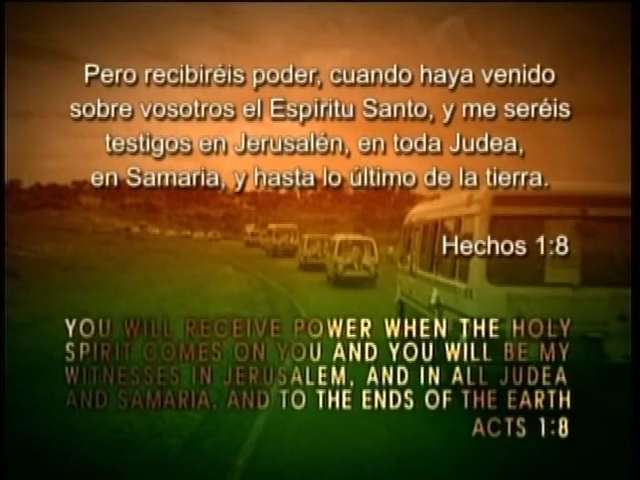 Pero recibiréis poder, cuando haya venido
sobre vosotros el Espíritu Santo, y me seréis
testigos en Jerusalén, en toda Judea,
en Samaria, y hasta lo último de la tierra.
Hechos 1:8
YOU WILL RECEIVE POWER WHEN THE HOLY
SPIRIT COMES ON YOU AND YOU WILL BE MY
WITNESSES IN JERUSALEM, AND IN ALL JUDEA
AND SAMARIA, AND TO THE ENDS OF THE EARTH
ACTS 1:8